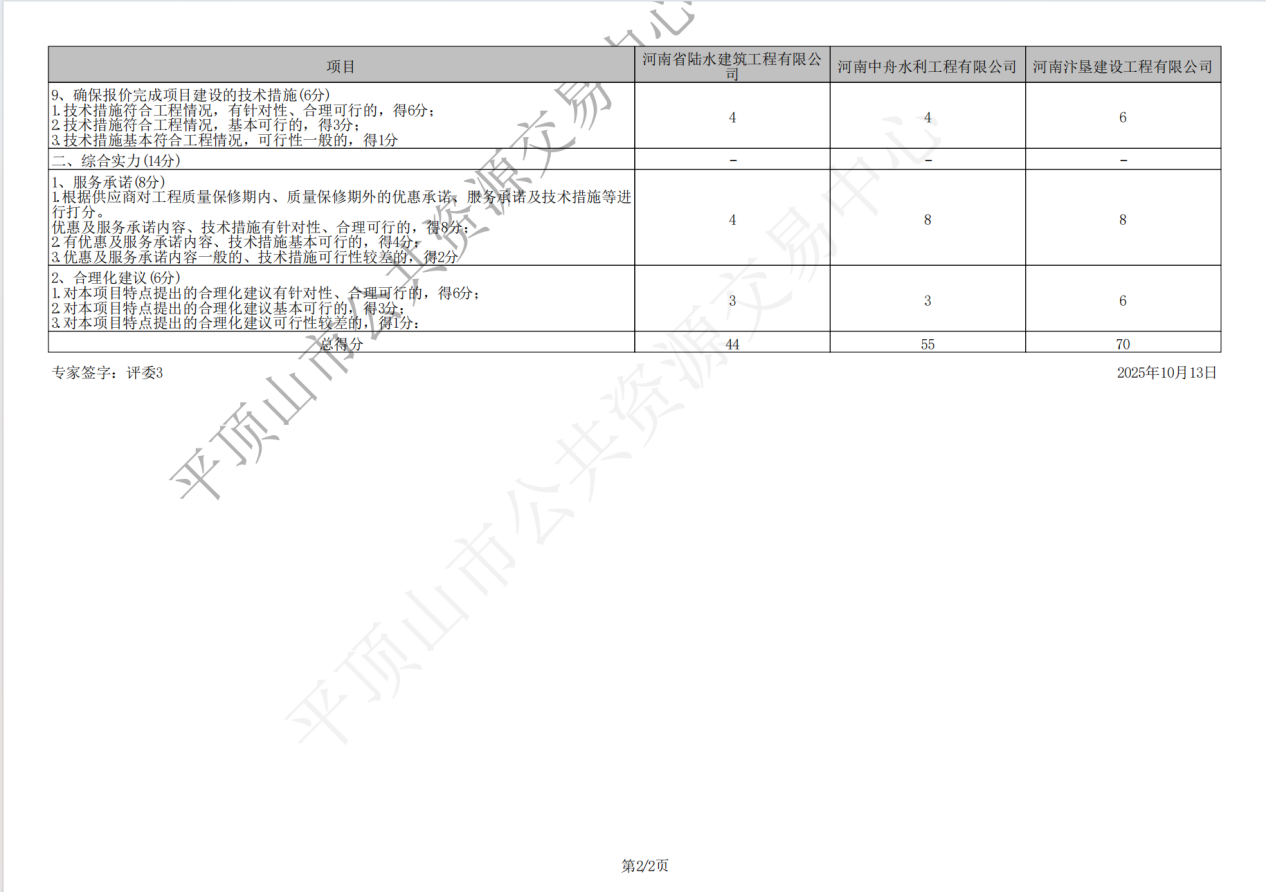 项目
河南省陆水建筑工程有限公
司
河南中舟水利工程有限公司
河南汴垦建设工程有限公司
9、确保报价完成项目建设的技术措施(6分)
1.技术措施符合工程情况，有针对性、合理可行的，得6分；
2.技术措施符合工程情况，基本可行的，得3分；
3.技术措施基本符合工程情况，可行性一般的，得1分
4
4
6
二、综合实力(14分)
-
-
-
1、服务承诺(8分)
1.根据供应商对工程质量保修期内、质量保修期外的优惠承诺、服务承诺及技术措施等进
行打分。
优惠及服务承诺内容、技术措施有针对性、合理可行的，得8分；
2.有优惠及服务承诺内容、技术措施基本可行的，得4分；
3.优惠及服务承诺内容一般的、技术措施可行性较差的，得2分
4
8
8
2、合理化建议(6分)
1.对本项目特点提出的合理化建议有针对性、合理可行的，得6分；
2.对本项目特点提出的合理化建议基本可行的，得3分；
3.对本项目特点提出的合理化建议可行性较差的，得1分：
3
3
6
总得分
44
55
70
专家签字：评委3
2025年10月13日
平顶山市公共资源交易中心
平顶山市公共资源交易中心
第2/2页